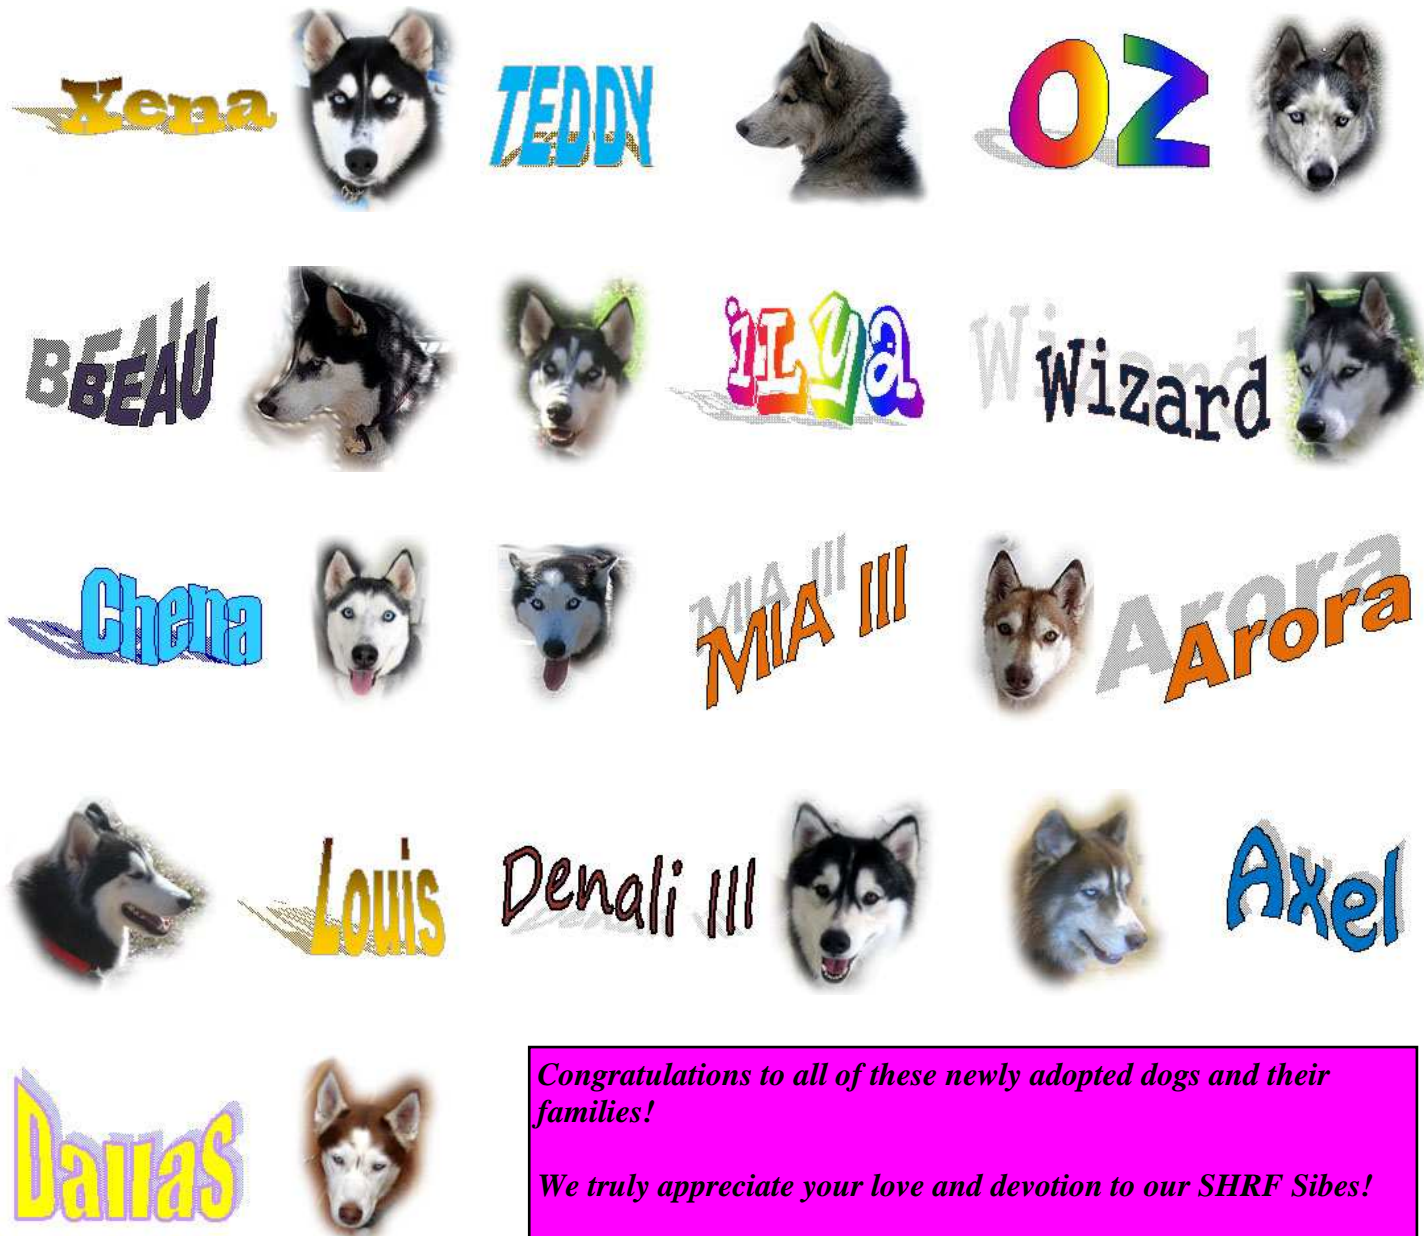 Xena
TEDDY
OZ
BEAU
iLya
Wizard
Chena
MIA III
Arora
Louis
Denali III
Axel
Dallas
Congratulations to all of these newly adopted dogs and their
families!
We truly appreciate your love and devotion to our SHRF Sibes!